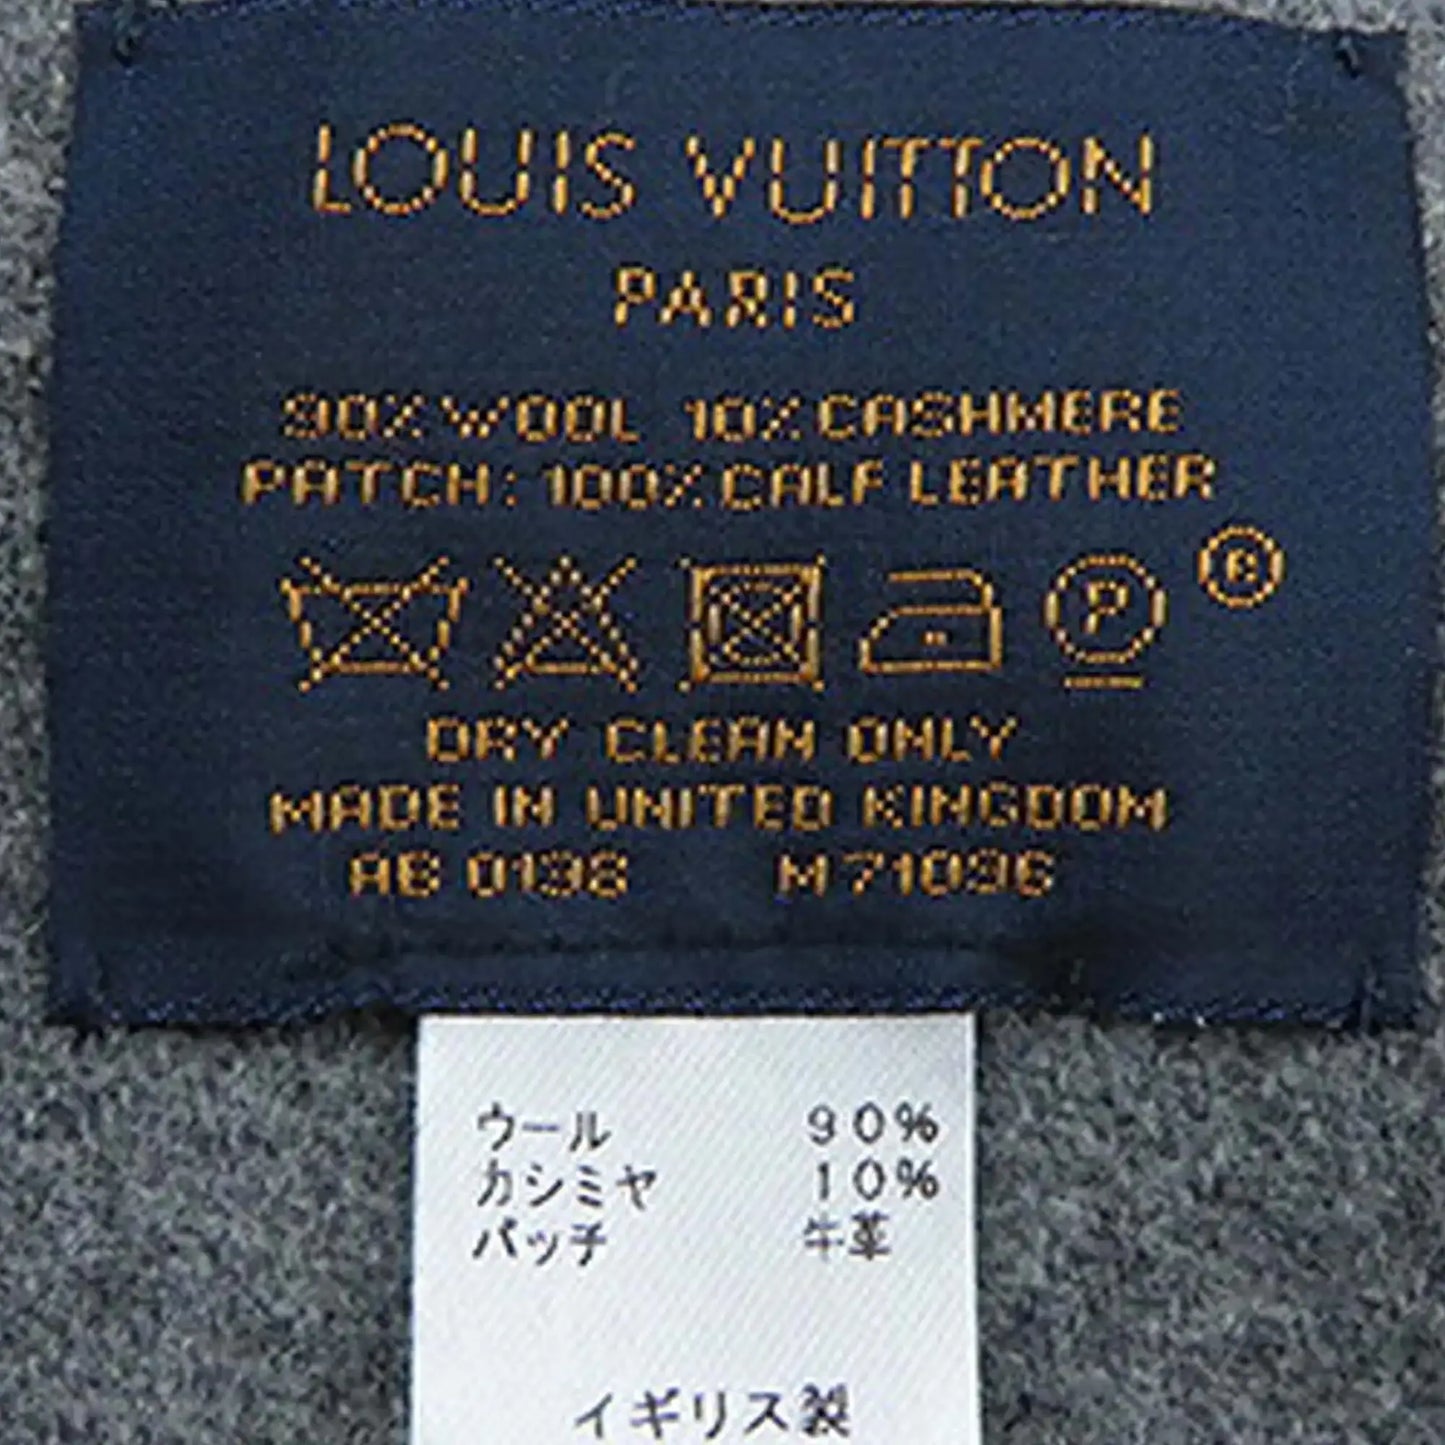 LOUIS VUITTON
PARIS
90% WOOL 10% CASHMERE
PATCH: 100% CALF LEATHER
P ©
DRY CLEAN ONLY
MADE IN UNITED KINGDOM
AB 0138 M71096
ウール 90%
カシミヤ 10%
パッチ 牛革
イギリス製